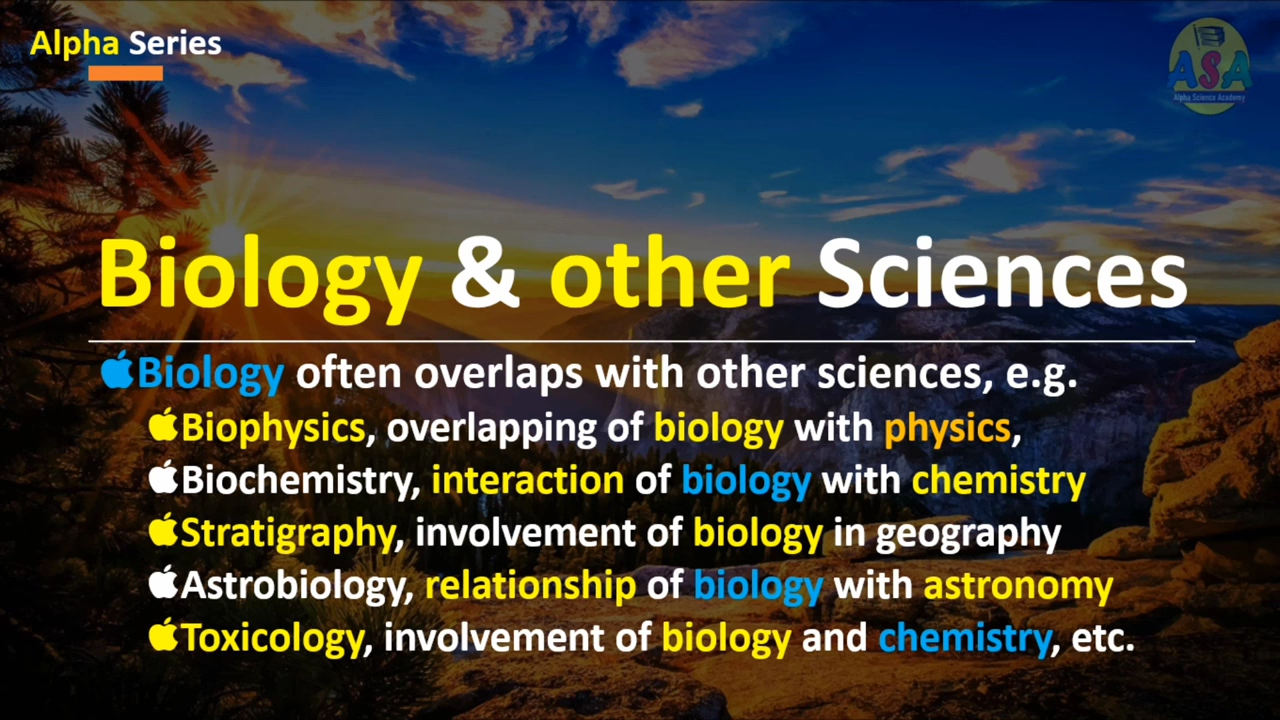 Alpha Series
ASA
Alpha Science Academy
Biology & other Sciences
Biology often overlaps with other sciences, e.g.
Biophysics, overlapping of biology with physics,
Biochemistry, interaction of biology with chemistry
Stratigraphy, involvement of biology in geography
Astrobiology, relationship of biology with astronomy
Toxicology, involvement of biology and chemistry, etc.